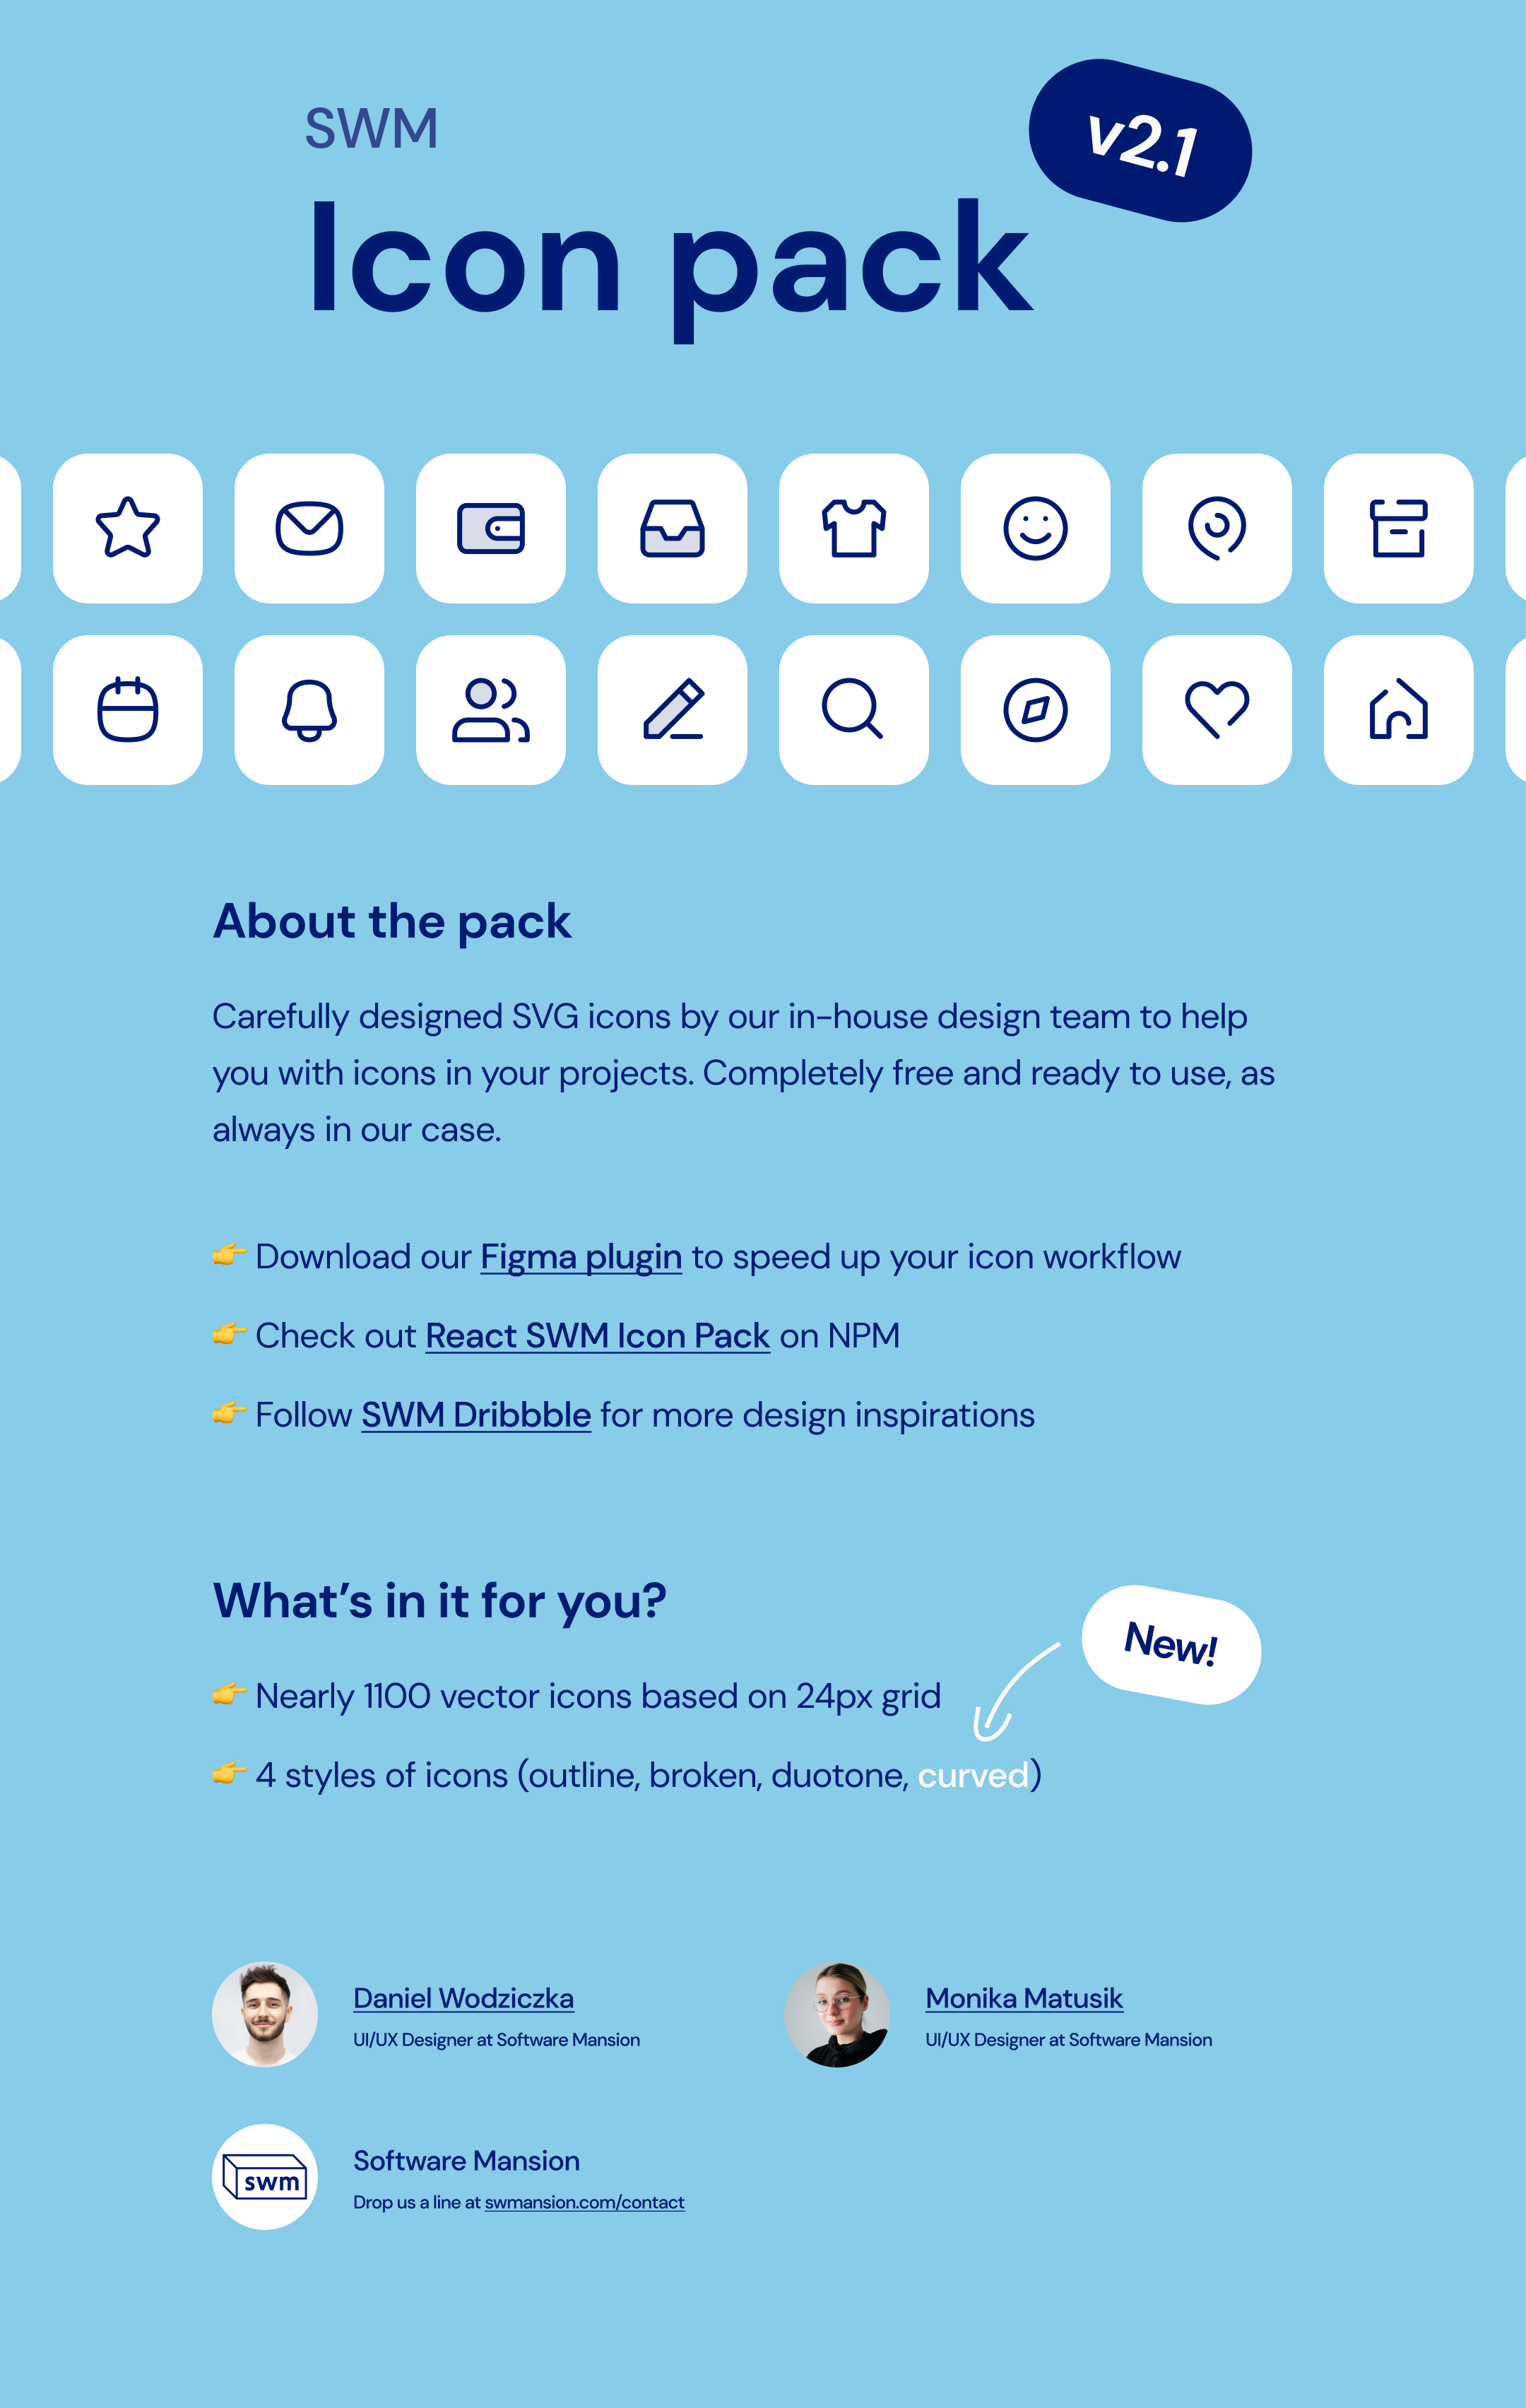 SWM
v2.1
Icon pack
About the pack
Carefully designed SVG icons by our in-house design team to help
you with icons in your projects. Completely free and ready to use, as
always in our case.
👉 Download our Figma plugin to speed up your icon workflow
👉 Check out React SWM Icon Pack on NPM
👉 Follow SWM Dribbble for more design inspirations
What’s in it for you?
New!
👉 Nearly 1100 vector icons based on 24px grid
👉 4 styles of icons (outline, broken, duotone, curved)
Daniel Wodziczka
UI/UX Designer at Software Mansion
Monika Matusik
UI/UX Designer at Software Mansion
swm
Software Mansion
Drop us a line at swmansion.com/contact